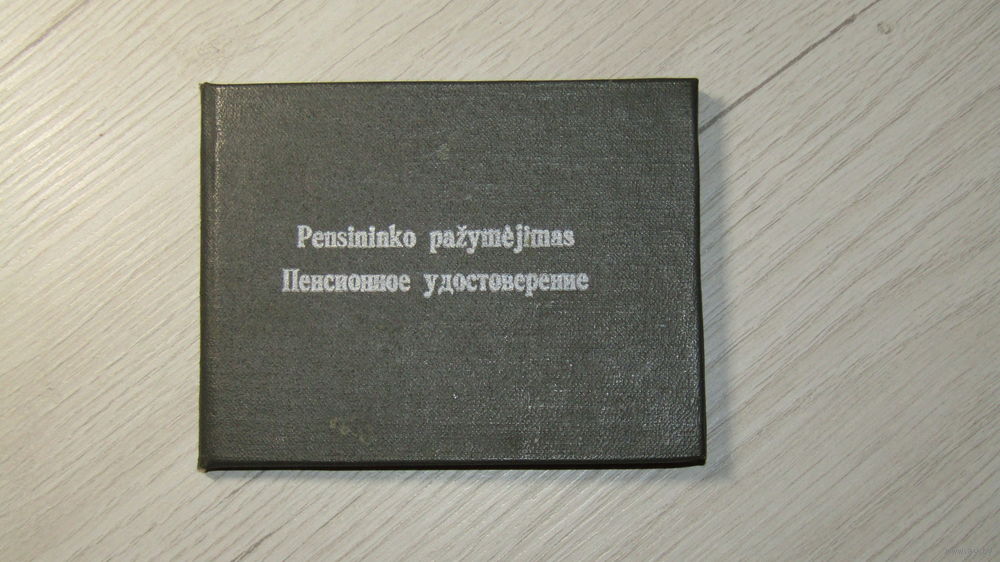 Pensininko pažymėjimas
Пенсионное удостоверение